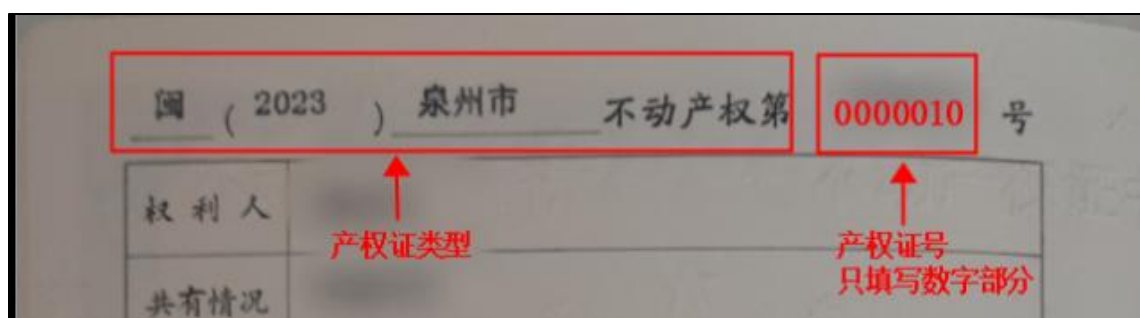 闽 ( 2023 ) 泉州市 不动产权第 0000010 号
权利人
产权证类型
产权证号
只填写数字部分
共有情况